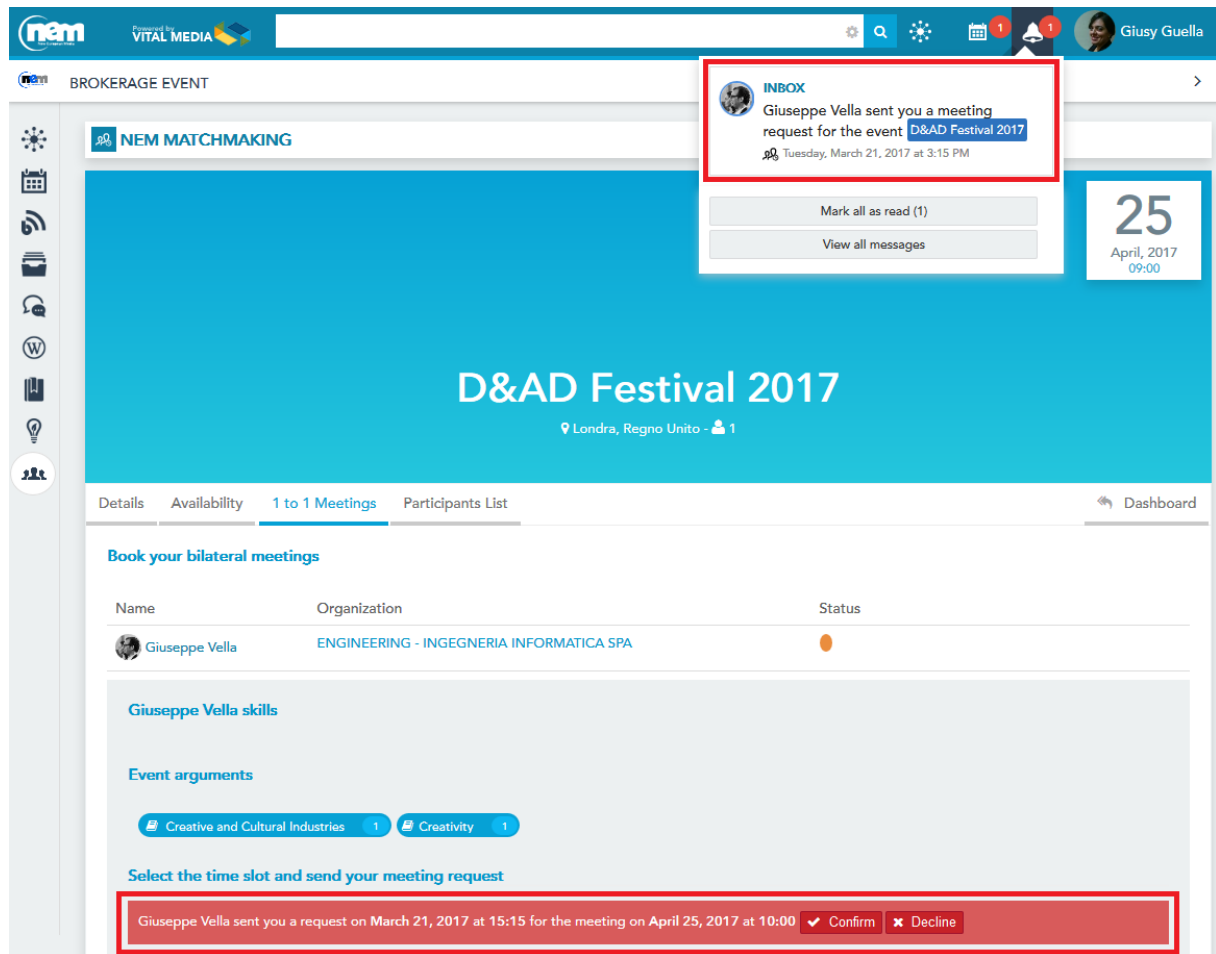 nem
Powered by
VITAL MEDIA
1
1
Giusy Guella
nem
BROKERAGE EVENT
INBOX
Giuseppe Vella sent you a meeting
request for the event D&AD Festival 2017
Tuesday, March 21, 2017 at 3:15 PM
Mark all as read (1)
View all messages
NEM MATCHMAKING
25
April, 2017
09:00
D&AD Festival 2017
Londra, Regno Unito - 1
Details Availability 1 to 1 Meetings Participants List Dashboard
Book your bilateral meetings
Name Organization Status
Giuseppe Vella ENGINEERING - INGEGNERIA INFORMATICA SPA
Giuseppe Vella skills
Event arguments
Creative and Cultural Industries 1 Creativity 1
Select the time slot and send your meeting request
Giuseppe Vella sent you a request on March 21, 2017 at 15:15 for the meeting on April 25, 2017 at 10:00 Confirm Decline